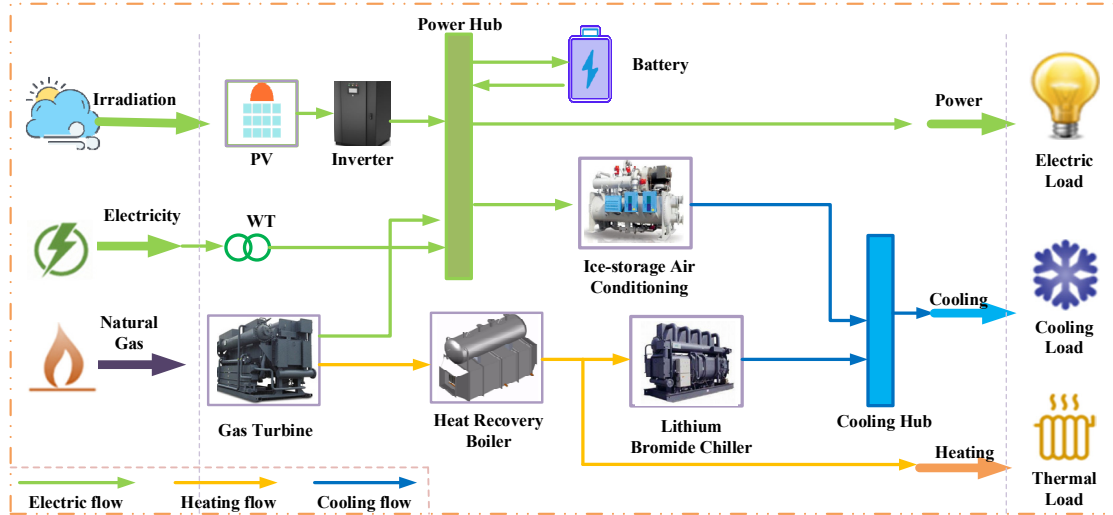 Power Hub
Battery
Irradiation
Power
PV
Inverter
Electric
Load
Electricity
WT
Ice-storage Air
Conditioning
Natural
Gas
Cooling
Cooling
Load
Gas Turbine
Heat Recovery
Boiler
Lithium
Bromide Chiller
Cooling Hub
Heating
Thermal
Load
Electric flow
Heating flow
Cooling flow